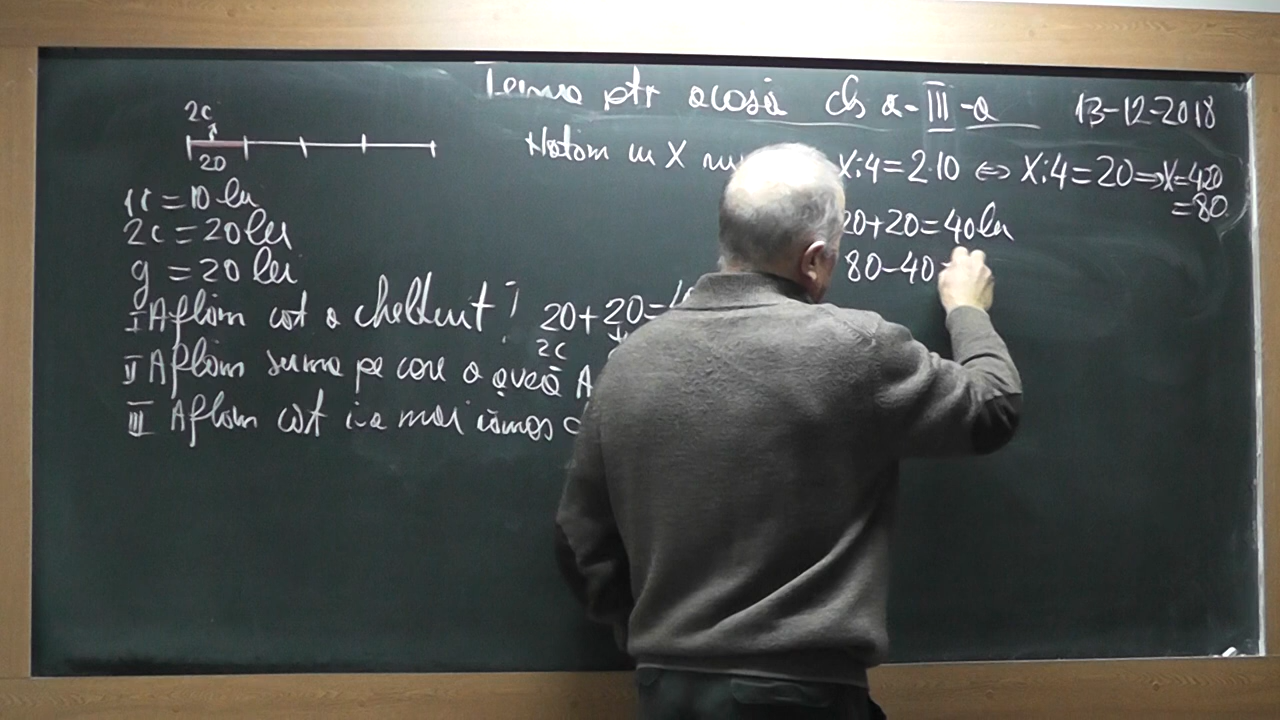 Tema ptr acasă cls a-III-a 13-12-2018
2c
20
Notăm cu X X:4=2·10 ⇔ X:4=20 ⇒ X=4·20
=80
1c = 10 lei
2c = 20 lei
g = 20 lei
20+20=40 lei
80-40
I Aflăm cât a cheltuit? 20+20=
2c
II Aflăm suma pe care o avea A
III Aflăm cât i-a mai rămas